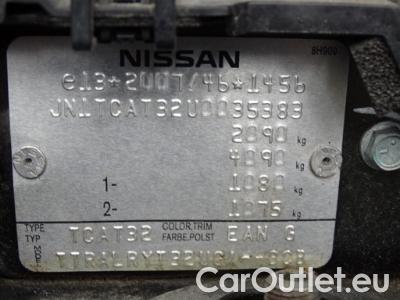 NISSAN
8H900
e13*2007/46*1456
JN1TCAT32U0035383
2090 kg
4090 kg
1- 1080 kg
2- 1075 kg
TYPE TCAT32 COLOR,TRIM EAN G
TYP FARBE.POLST
CarOutlet.eu